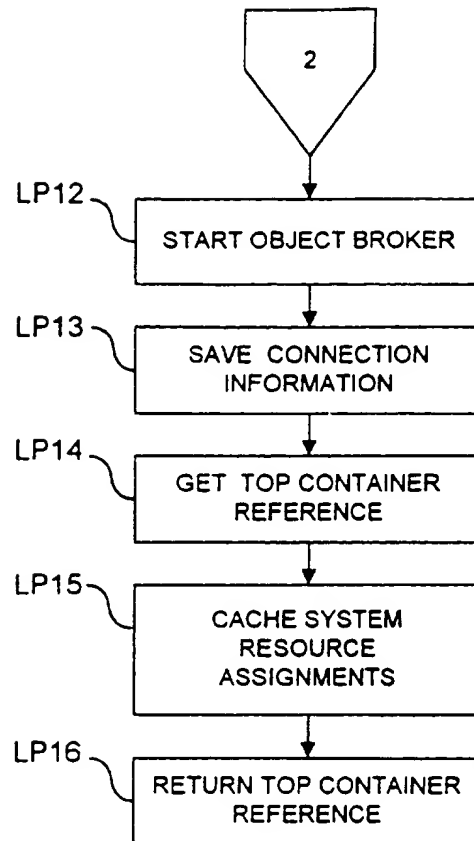 2
LP12
START OBJECT BROKER
LP13
SAVE CONNECTION
INFORMATION
LP14
GET TOP CONTAINER
REFERENCE
LP15
CACHE SYSTEM
RESOURCE
ASSIGNMENTS
LP16
RETURN TOP CONTAINER
REFERENCE